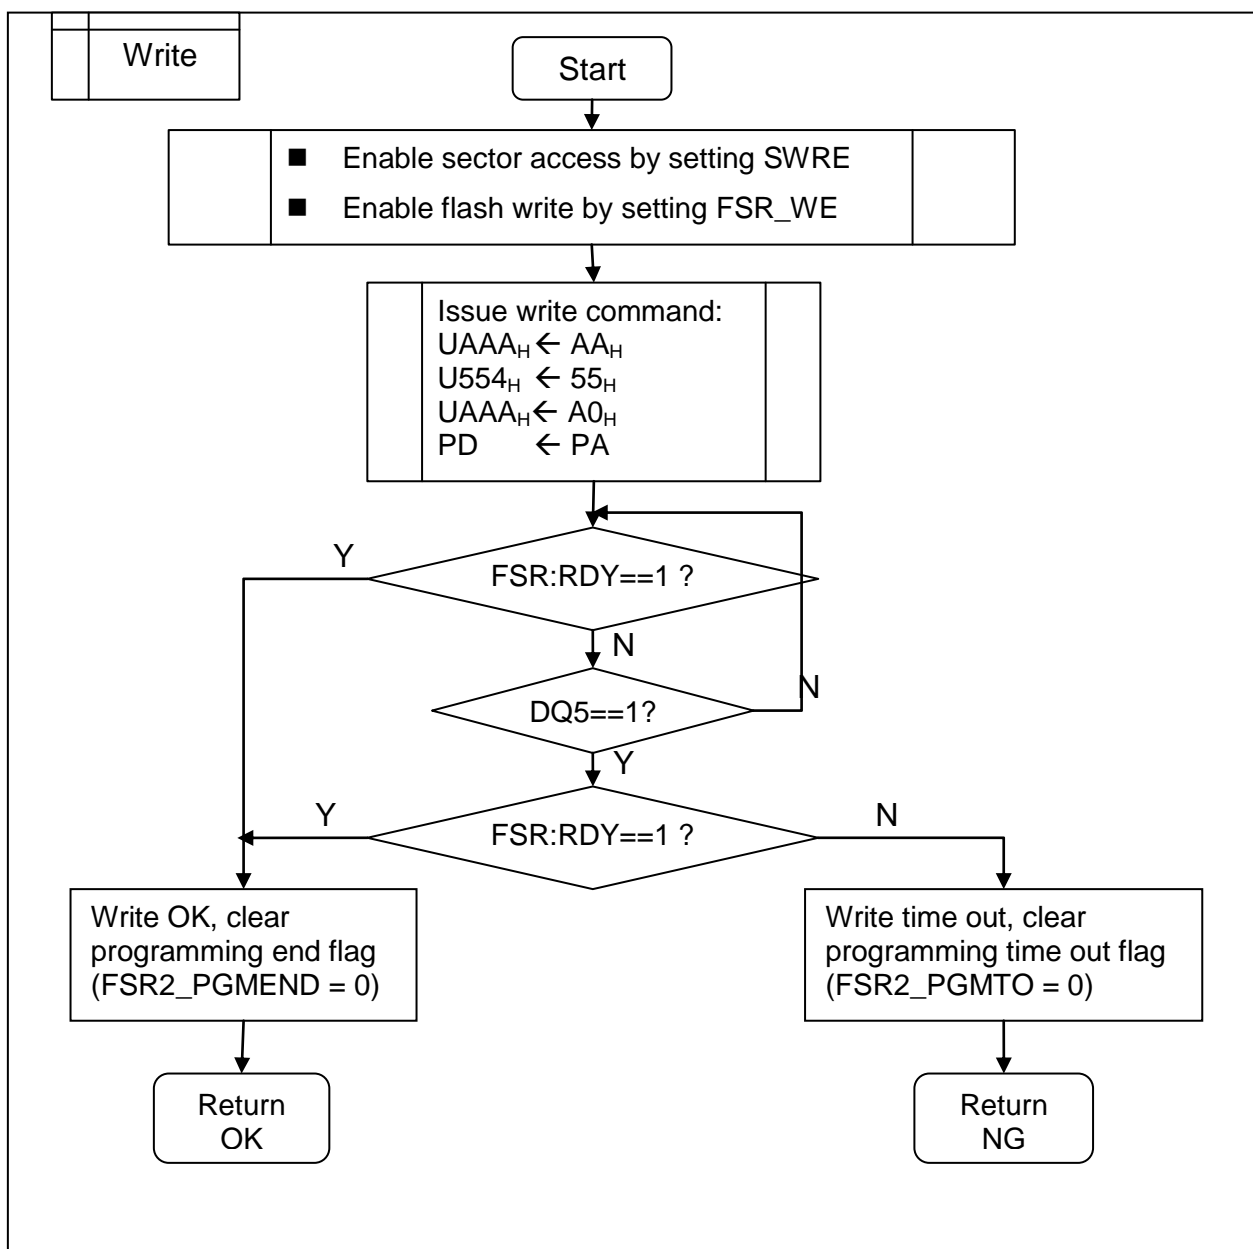 Write
Start
■ Enable sector access by setting SWRE
■ Enable flash write by setting FSR_WE
Issue write command:
UAAAH ← AAH
U554H ← 55H
UAAAH ← A0H
PD ← PA
Y
FSR:RDY==1 ?
N
DQ5==1?
N
Y
Y
FSR:RDY==1 ?
N
Write OK, clear
programming end flag
(FSR2_PGMEND = 0)
Write time out, clear
programming time out flag
(FSR2_PGMTO = 0)
Return
OK
Return
NG